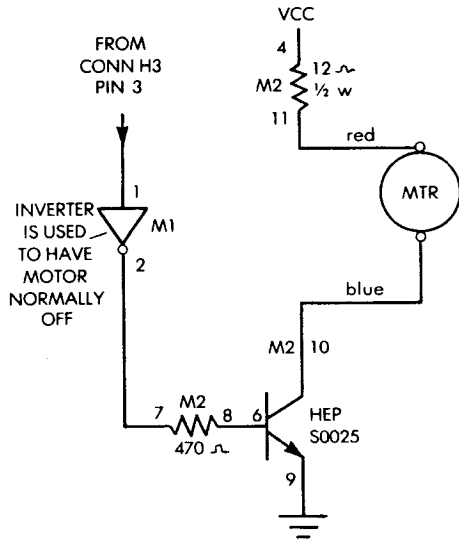 FROM
CONN H3
PIN 3
1
INVERTER
IS USED
TO HAVE
MOTOR
NORMALLY
OFF
M1
2
7
M2
8
470 Ω
6
HEP
S0025
9
M2 10
blue
MTR
red
VCC
4
M2
12 Ω
½ W
11